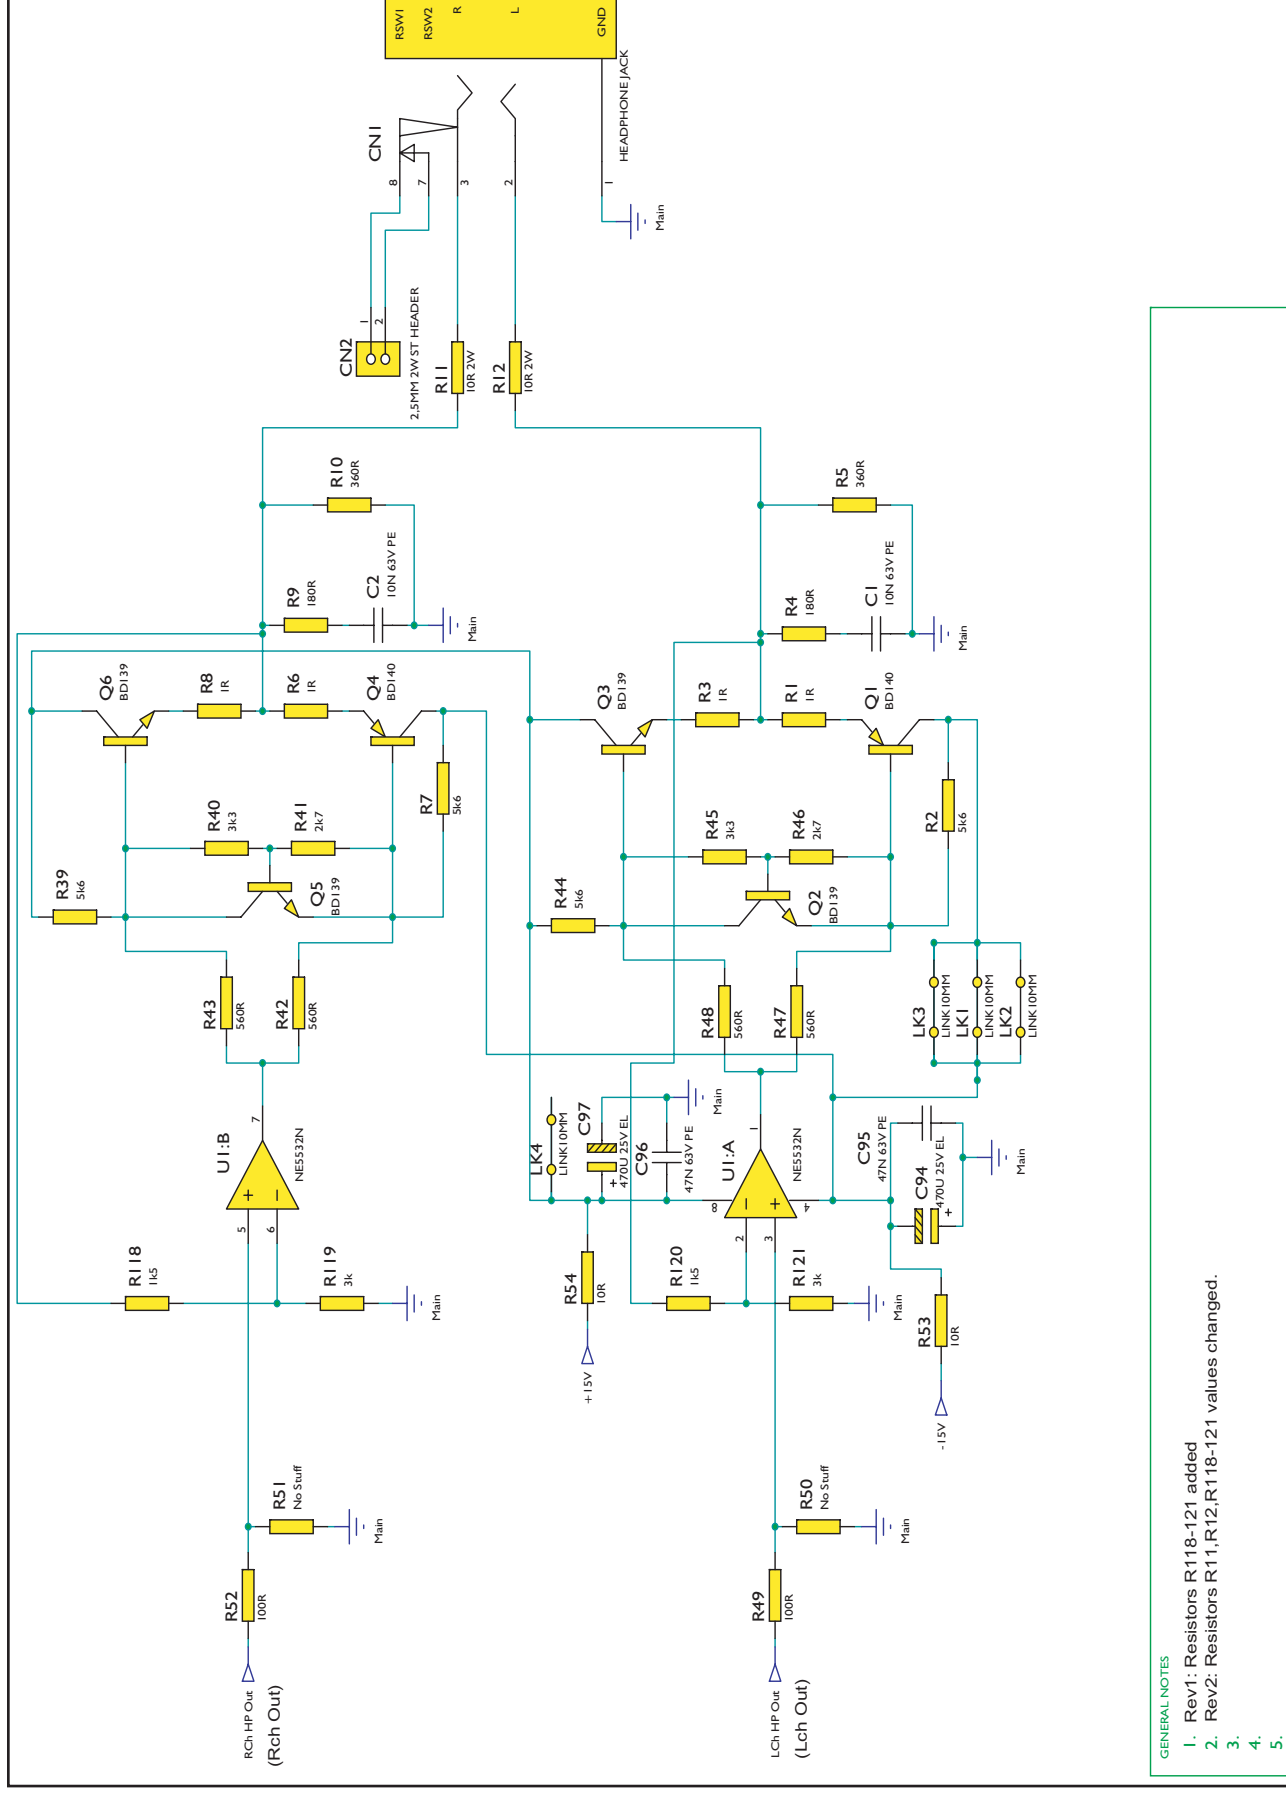 RSW1
RSW2
R
L
GND
HEADPHONE JACK
CN1
8
7
3
2
1
Main
CN2
1
2
2,5MM 2W ST HEADER
R11
10R 2W
R12
10R 2W
R10
360R
R9
180R
C2
10N 63V PE
Main
R5
360R
R4
180R
C1
10N 63V PE
Main
Q6
BD139
R8
1R
R6
1R
Q4
BD140
Q3
BD139
R3
1R
R1
1R
Q1
BD140
R39
5k6
R40
3k3
R41
2k7
Q5
BD139
R7
5k6
R44
5k6
R45
3k3
R46
2k7
Q2
BD139
R2
5k6
R43
560R
R42
560R
R48
560R
R47
560R
LK3
LINK10MM
LK1
LINK10MM
LK2
LINK10MM
U1:B
NE5532N
7
5
6
+
−
LK4
LINK10MM
C97
470U 25V EL
+
C96
47N 63V PE
Main
U1:A
NE5532N
1
8
4
2
3
−
+
C95
47N 63V PE
C94
470U 25V EL
+
Main
R118
1k5
R119
3k
Main
R54
10R
+15V
R120
1k5
R121
3k
Main
R53
10R
-15V
R51
No Stuff
Main
R52
100R
RCh HP Out
(Rch Out)
R50
No Stuff
Main
R49
100R
LCh HP Out
(Lch Out)
GENERAL NOTES
1. Rev1: Resistors R118-121 added
2. Rev2: Resistors R11,R12,R118-121 values changed.
3.
4.
5.